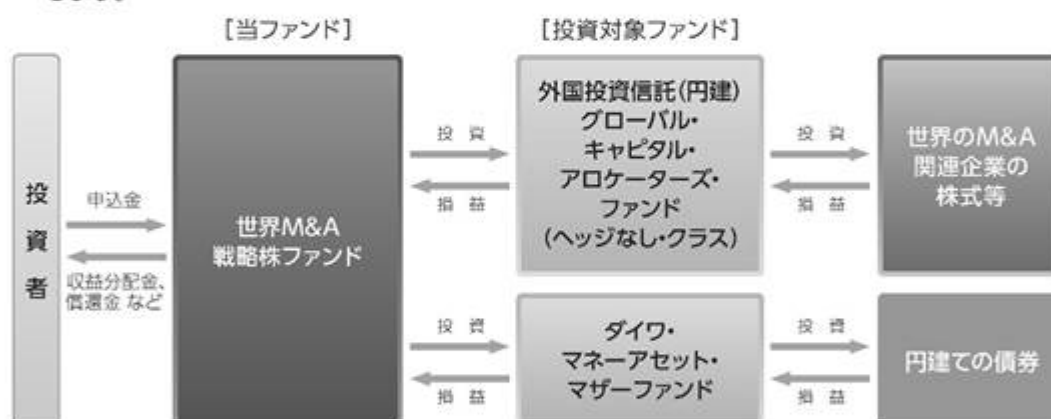 [当ファンド]
[投資対象ファンド]
投資者
申込金
収益分配金、
償還金 など
世界M&A
戦略株ファンド
投 資
損 益
外国投資信託(円建)
グローバル・
キャピタル・
アロケーターズ・
ファンド
(ヘッジなし・クラス)
投 資
損 益
世界のM&A
関連企業の
株式等
投 資
損 益
ダイワ・
マネーアセット・
マザーファンド
投 資
損 益
円建ての債券